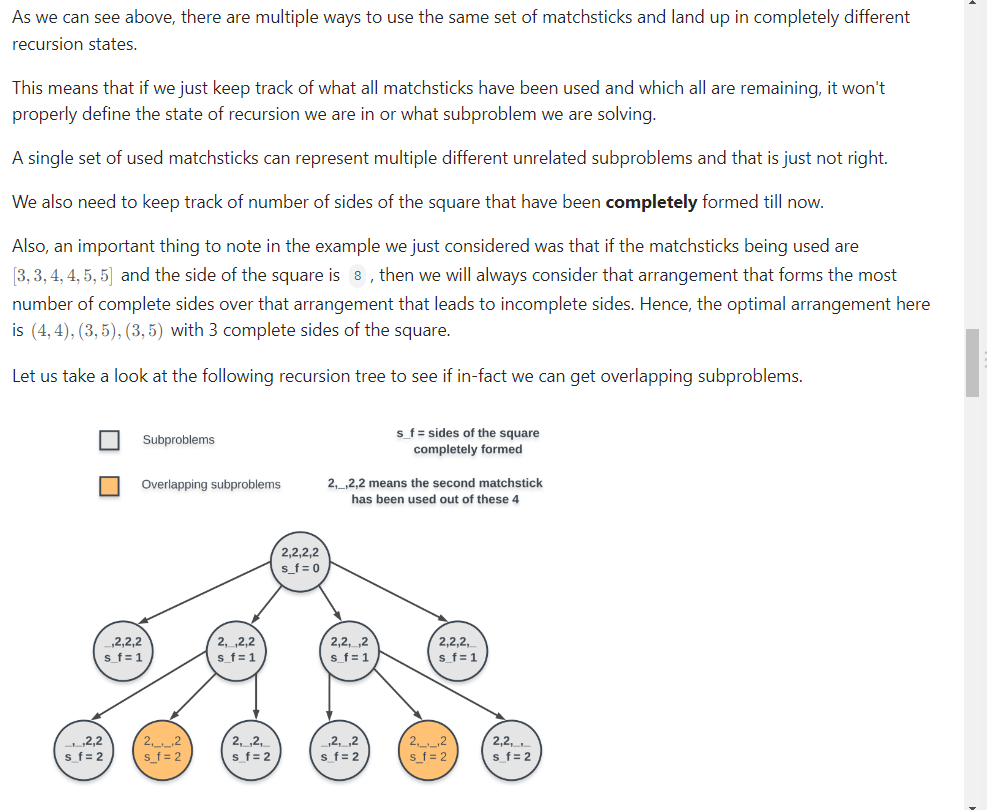 As we can see above, there are multiple ways to use the same set of matchsticks and land up in completely different
recursion states.
This means that if we just keep track of what all matchsticks have been used and which all are remaining, it won't
properly define the state of recursion we are in or what subproblem we are solving.
A single set of used matchsticks can represent multiple different unrelated subproblems and that is just not right.
We also need to keep track of number of sides of the square that have been completely formed till now.
Also, an important thing to note in the example we just considered was that if the matchsticks being used are
[3, 3, 4, 4, 5, 5] and the side of the square is 8 , then we will always consider that arrangement that forms the most
number of complete sides over that arrangement that leads to incomplete sides. Hence, the optimal arrangement here
is (4, 4), (3, 5), (3, 5) with 3 complete sides of the square.
Let us take a look at the following recursion tree to see if in-fact we can get overlapping subproblems.
Subproblems
s_f = sides of the square
completely formed
Overlapping subproblems
2,_,2,2 means the second matchstick
has been used out of these 4
2,2,2,2
s_f = 0
_,2,2,2
s_f = 1
2,_,2,2
s_f = 1
2,2,_,2
s_f = 1
2,2,2,_
s_f = 1
_,_,2,2
s_f = 2
2,_,_,2
s_f = 2
2,_,2,_
s_f = 2
_,2,_,2
s_f = 2
2,_,_,2
s_f = 2
2,2,_,_
s_f = 2